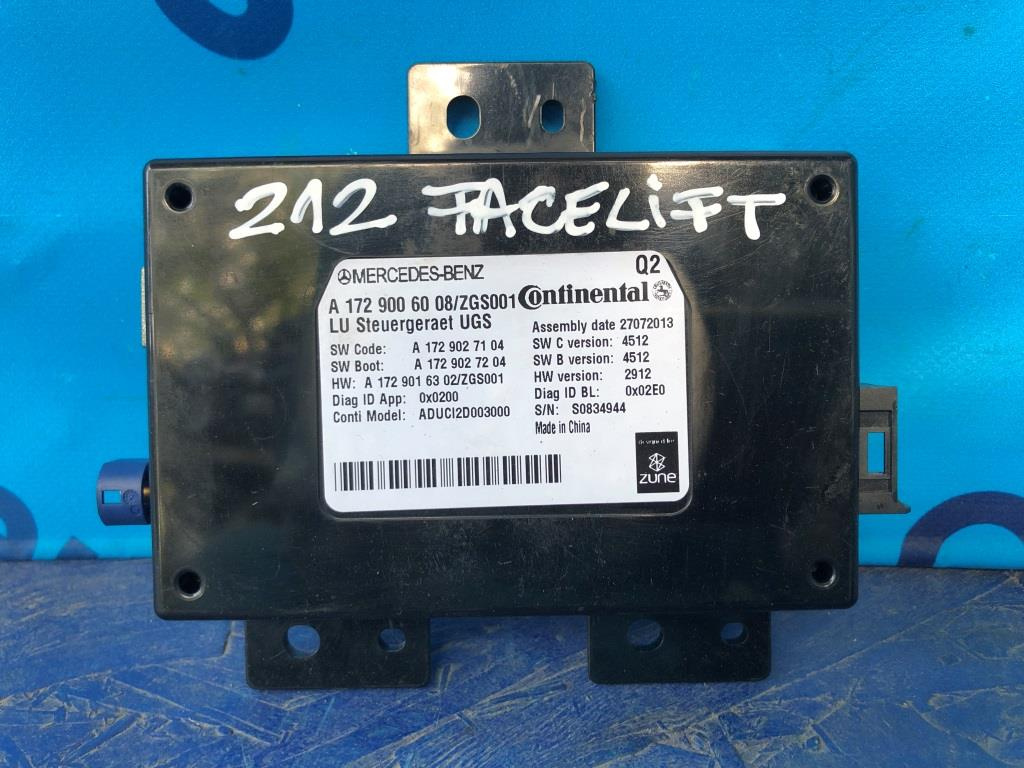 212 FACELiFT
MERCEDES-BENZ
Q2
A 172 900 60 08/ZGS001
Continental
LU Steuergeraet UGS
Assembly date 27072013
SW Code: A 172 902 71 04
SW C version: 4512
SW Boot: A 172 902 72 04
SW B version: 4512
HW: A 172 901 63 02/ZGS001
HW version: 2912
Diag ID App: 0x0200
Diag ID BL: 0x02E0
Conti Model: ADUCI2D003000
S/N: S0834944
Made in China
zune